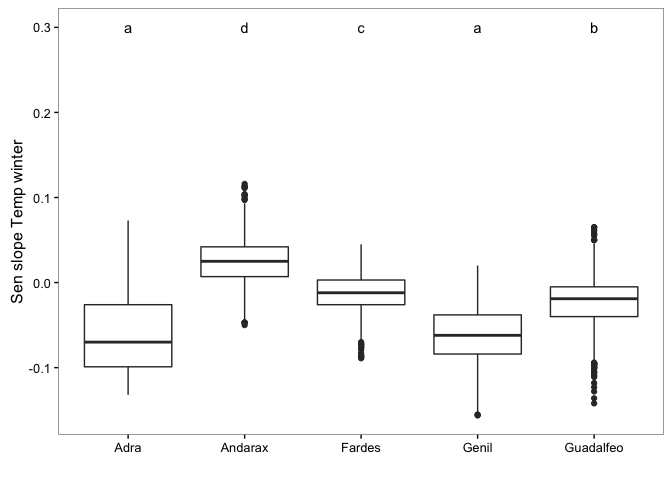 0.3
a d c a b
0.2
0.1
0.0
-0.1
Sen slope Temp winter
Adra Andarax Fardes Genil Guadalfeo